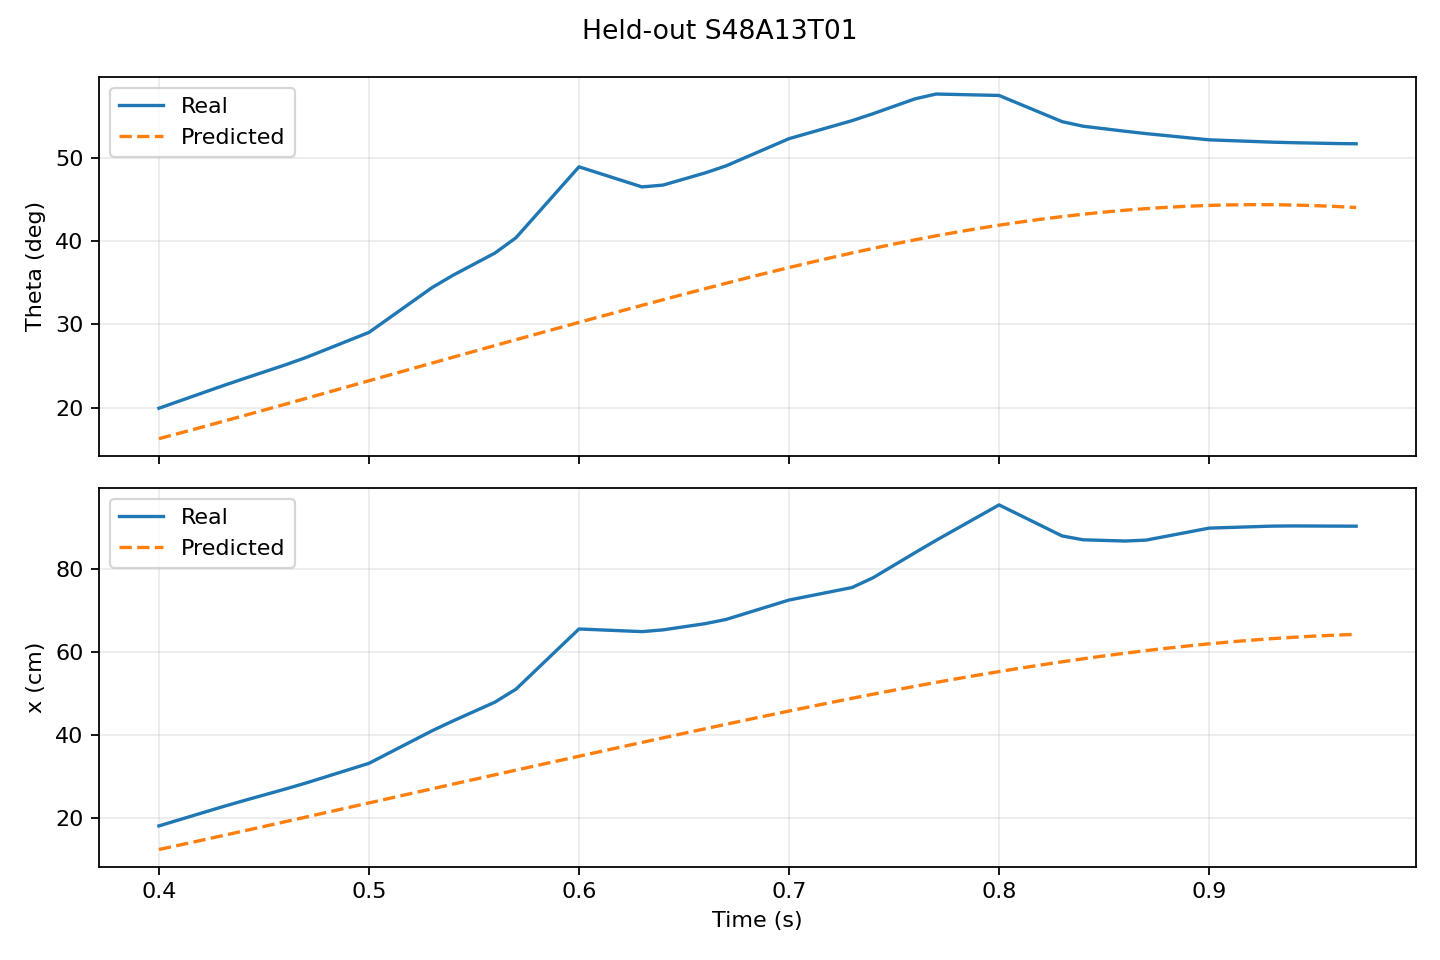 Held-out S48A13T01
Real
Predicted
50
40
30
20
Theta (deg)
Real
Predicted
80
60
40
20
x (cm)
0.4 0.5 0.6 0.7 0.8 0.9
Time (s)